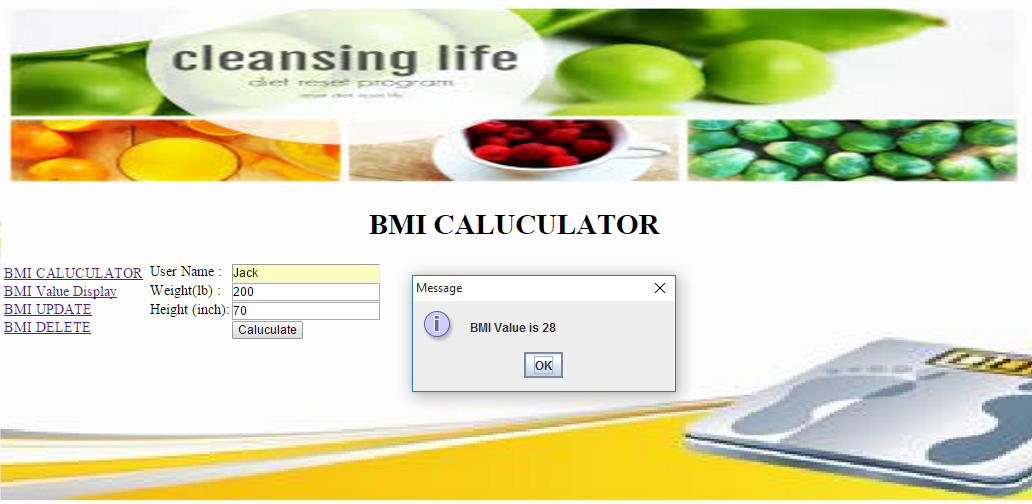 cleansing life
diet reset program
BMI CALUCULATOR
BMI CALUCULATOR
BMI Value Display
BMI UPDATE
BMI DELETE
User Name : Jack
Weight(lb) : 200
Height (inch): 70
Caluculate
Message
BMI Value is 28
OK